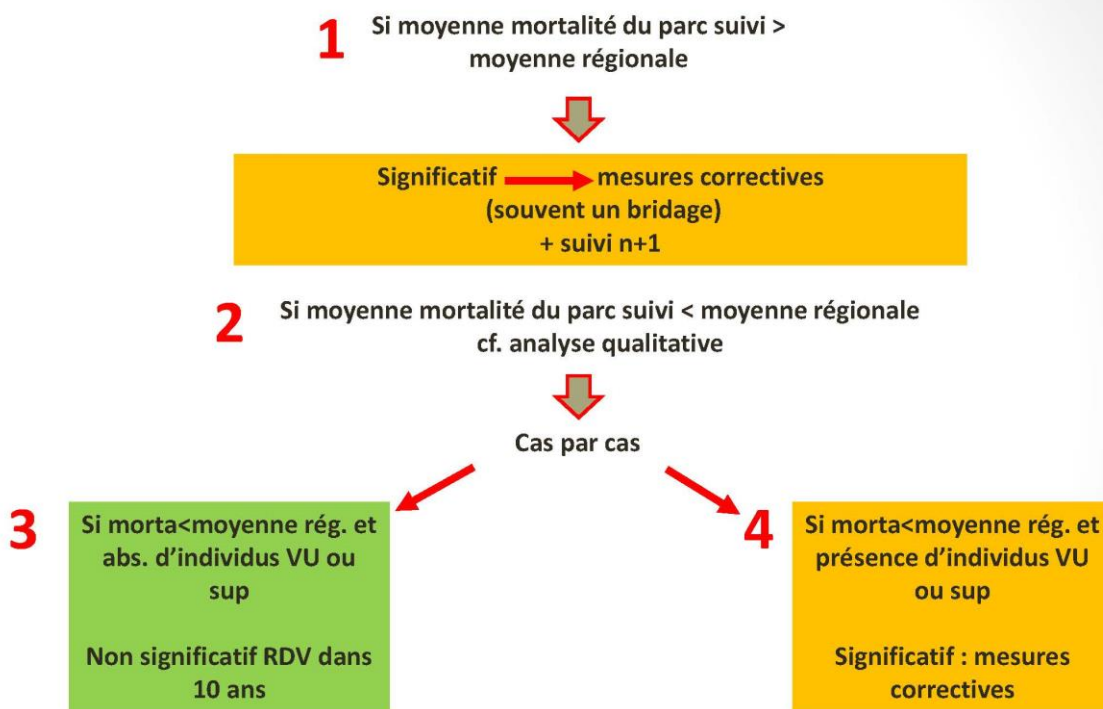 1
Si moyenne mortalité du parc suivi >
moyenne régionale
Significatif mesures correctives
(souvent un bridage)
+ suivi n+1
2
Si moyenne mortalité du parc suivi < moyenne régionale
cf. analyse qualitative
Cas par cas
3
Si morta<moyenne rég. et
abs. d’individus VU ou
sup
Non significatif RDV dans
10 ans
4
Si morta<moyenne rég. et
présence d’individus VU
ou sup
Significatif : mesures
correctives